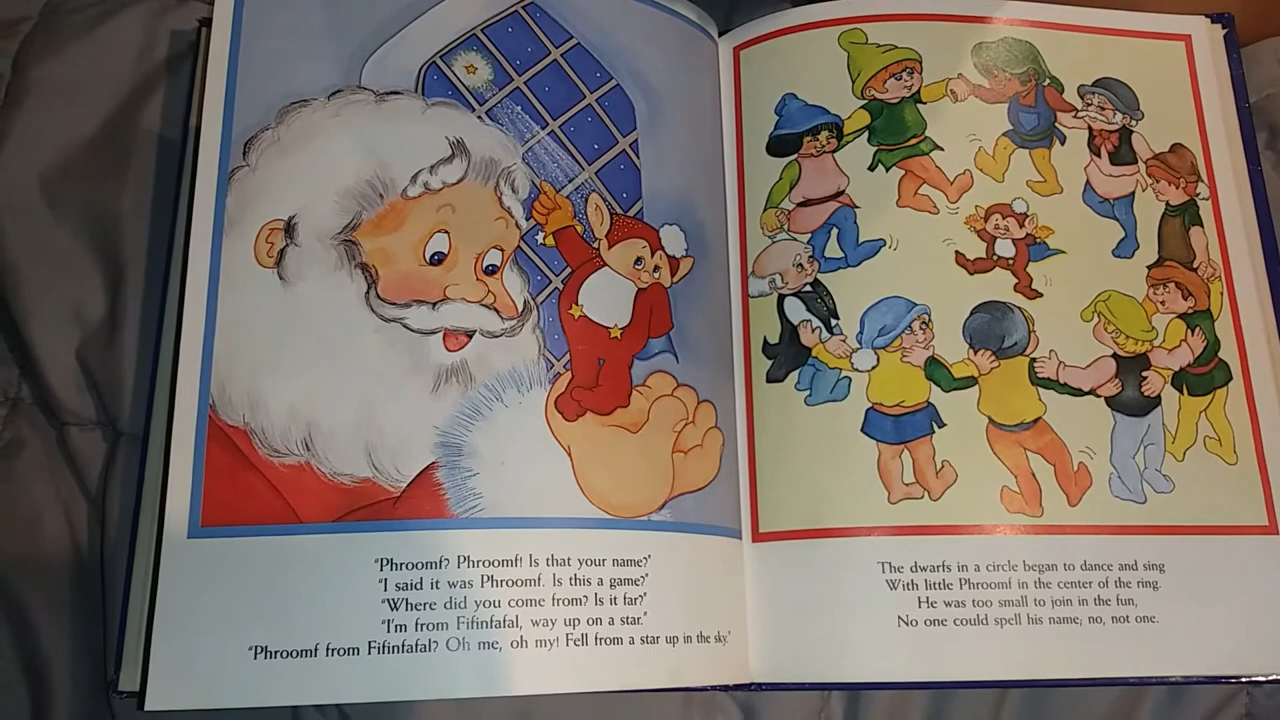 "Phroomf? Phroomf! Is that your name?"
"I said it was Phroomf. Is this a game?"
"Where did you come from? Is it far?"
"I'm from Fifinfafal, way up on a star."
"Phroomf from Fifinfafal? Oh me, oh my! Fell from a star up in the sky."
The dwarfs in a circle began to dance and sing
With little Phroomf in the center of the ring.
He was too small to join in the fun,
No one could spell his name; no, not one.